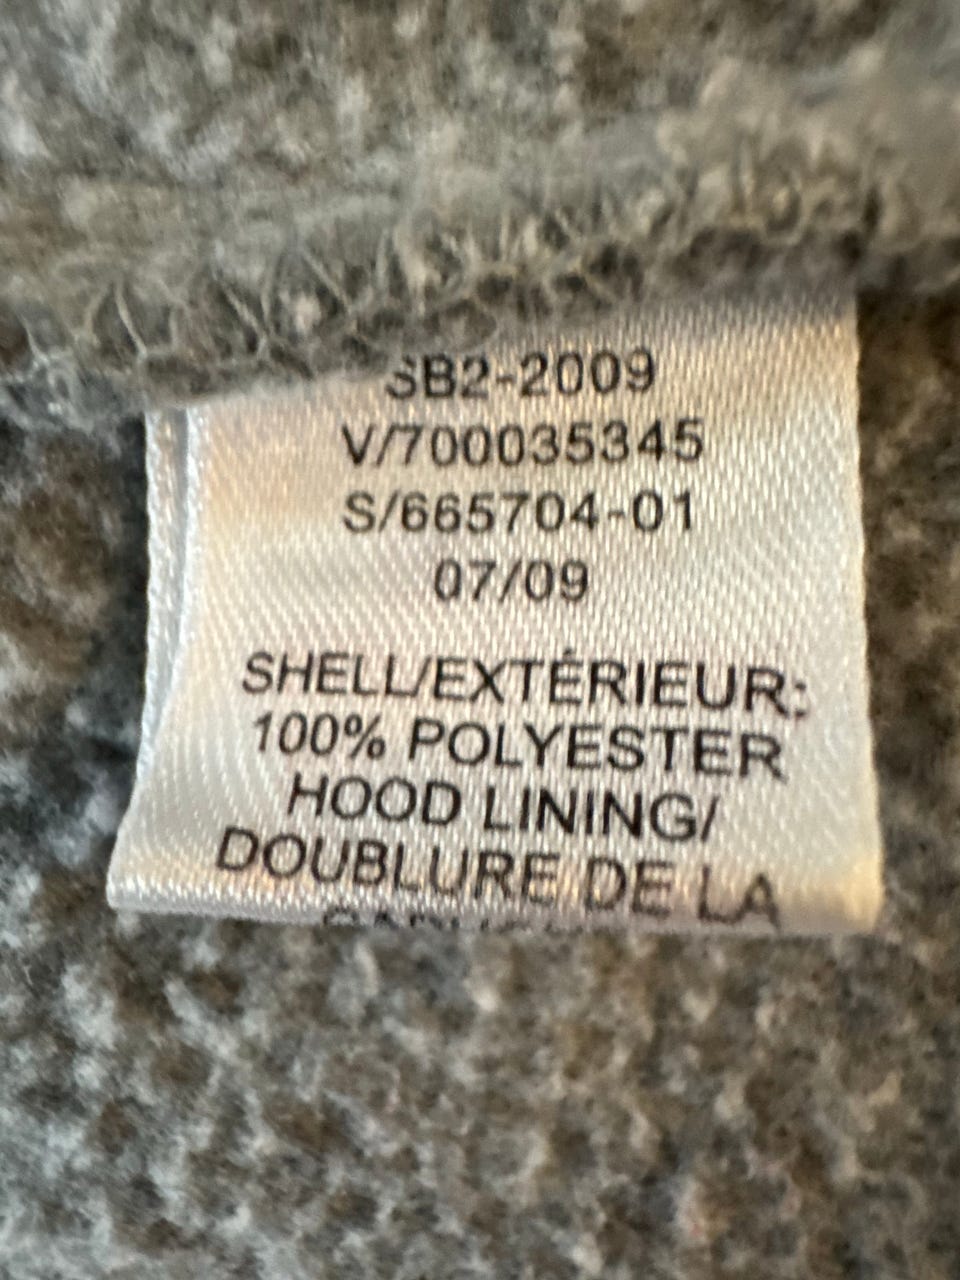 SB2-2009
V/700035345
S/665704-01
07/09
SHELL/EXTÉRIEUR:
100% POLYESTER
HOOD LINING/
DOUBLURE DE LA